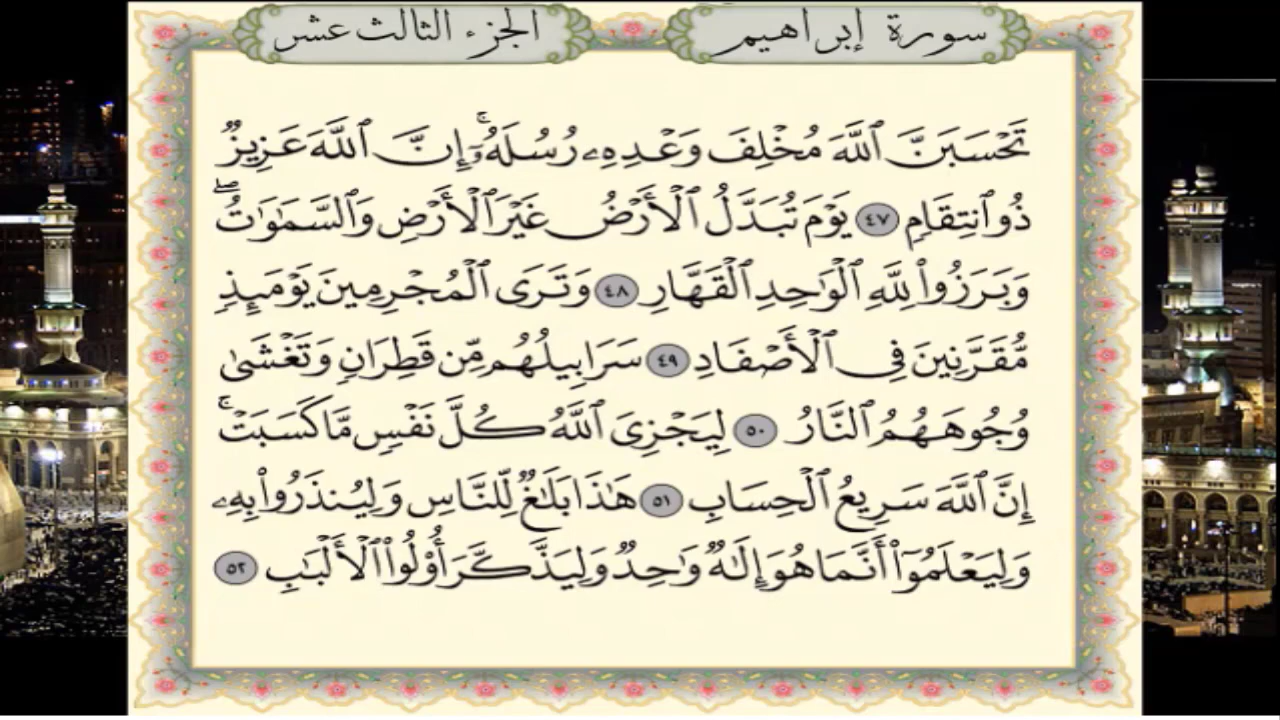 سورة إبراهيم
الجزء الثالث عشر
تَحْسَبَنَّ ٱللَّهَ مُخْلِفَ وَعْدِهِۦ رُسُلَهُۥٓ ۚ إِنَّ ٱللَّهَ عَزِيزٌ
ذُو ٱنتِقَامٍ ٤٧ يَوْمَ تُبَدَّلُ ٱلْأَرْضُ غَيْرَ ٱلْأَرْضِ وَٱلسَّمَٰوَٰتُ ۖ
وَبَرَزُوا۟ لِلَّهِ ٱلْوَٰحِدِ ٱلْقَهَّارِ ٤٨ وَتَرَى ٱلْمُجْرِمِينَ يَوْمَئِذٍ
مُّقَرَّنِينَ فِى ٱلْأَصْفَادِ ٤٩ سَرَابِيلُهُم مِّن قَطِرَانٍ وَتَغْشَىٰ
وُجُوهَهُمُ ٱلنَّارُ ٥٠ لِيَجْزِىَ ٱللَّهُ كُلَّ نَفْسٍ مَّا كَسَبَتْ ۚ
إِنَّ ٱللَّهَ سَرِيعُ ٱلْحِسَابِ ٥١ هَٰذَا بَلَٰغٌ لِّلنَّاسِ وَلِيُنذَرُوا۟ بِهِۦ
وَلِيَعْلَمُوٓا۟ أَنَّمَا هُوَ إِلَٰهٌ وَٰحِدٌ وَلِيَذَّكَّرَ أُو۟لُوا۟ ٱلْأَلْبَٰبِ ٥٢